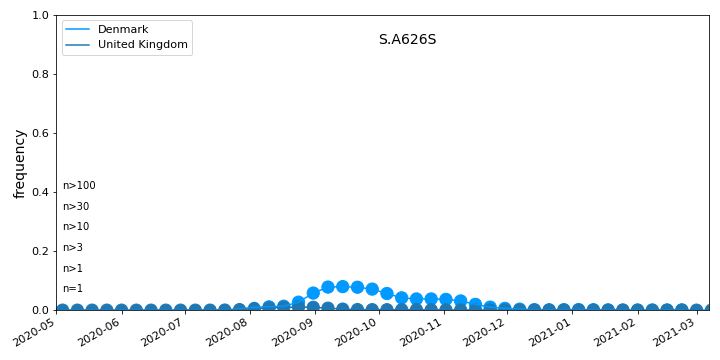 S.A626S
Denmark
United Kingdom
frequency
1.0
0.8
0.6
0.4
0.2
0.0
n>100
n>30
n>10
n>3
n>1
n=1
2020-05
2020-06
2020-07
2020-08
2020-09
2020-10
2020-11
2020-12
2021-01
2021-02
2021-03